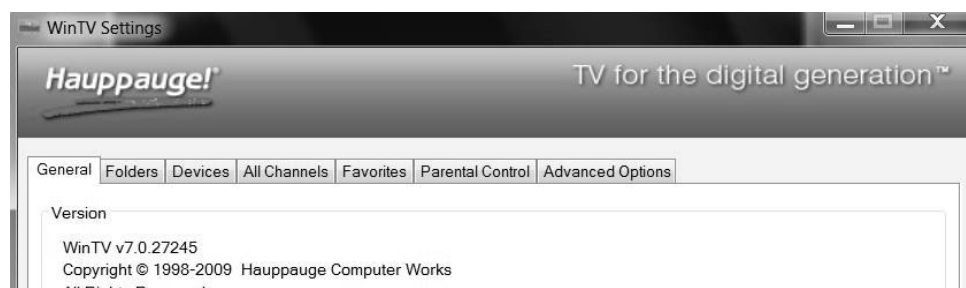 WinTV Settings
Hauppauge!
TV for the digital generation™
General Folders Devices All Channels Favorites Parental Control Advanced Options
Version
WinTV v7.0.27245
Copyright © 1998-2009 Hauppauge Computer Works